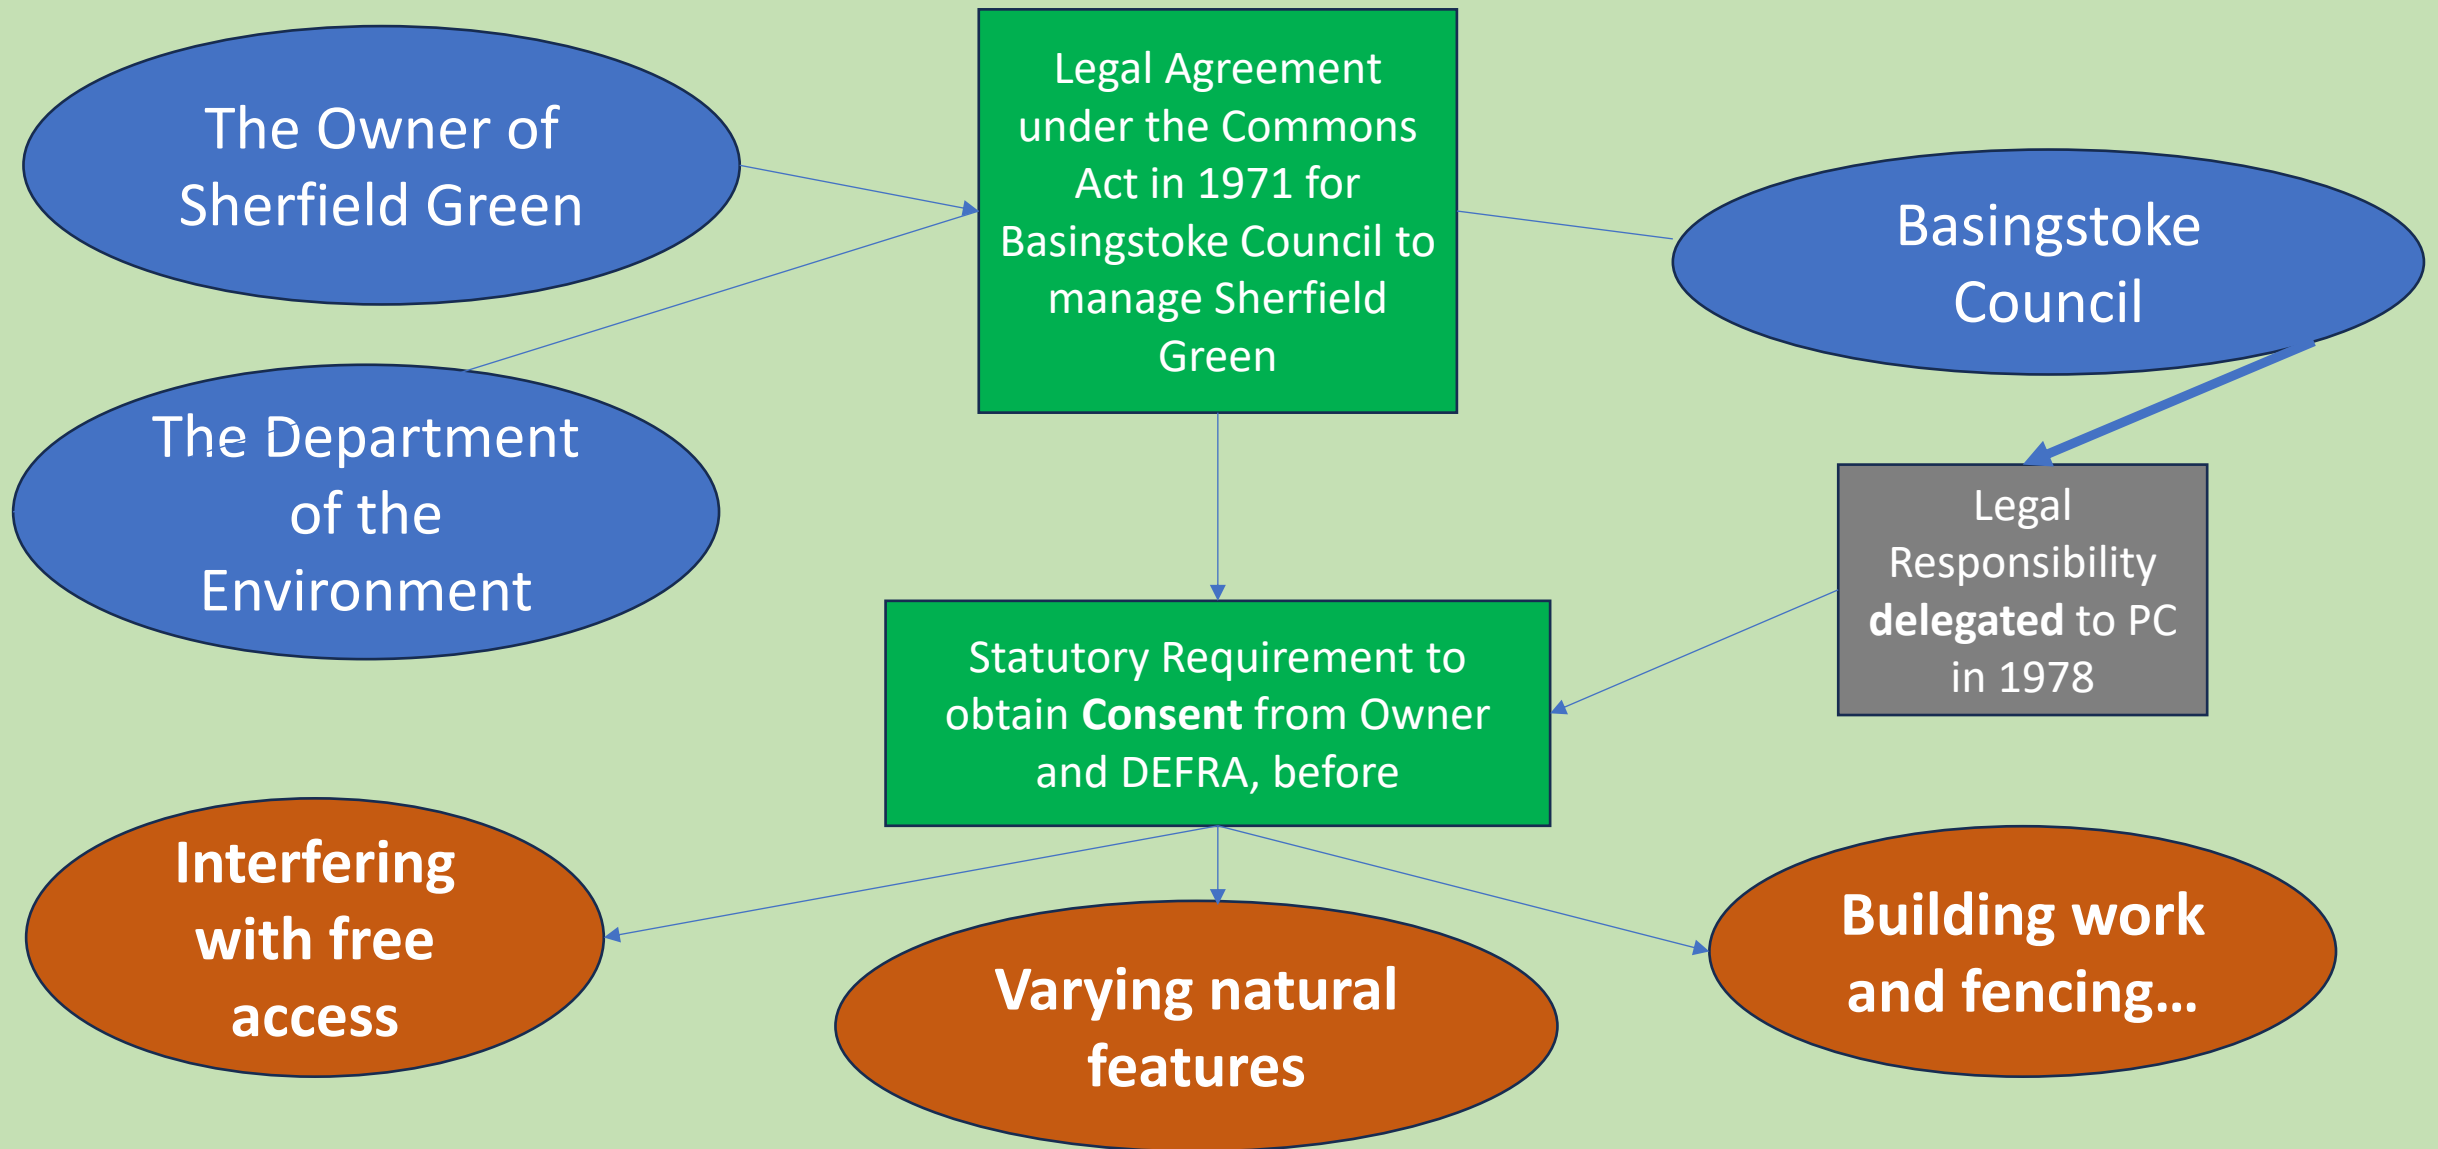 The Owner of
Sherfield Green
Legal Agreement
under the Commons
Act in 1971 for
Basingstoke Council to
manage Sherfield
Green
Basingstoke
Council
The Department
of the
Environment
Legal
Responsibility
delegated to PC
in 1978
Statutory Requirement to
obtain Consent from Owner
and DEFRA, before
Interfering
with free
access
Varying natural
features
Building work
and fencing...